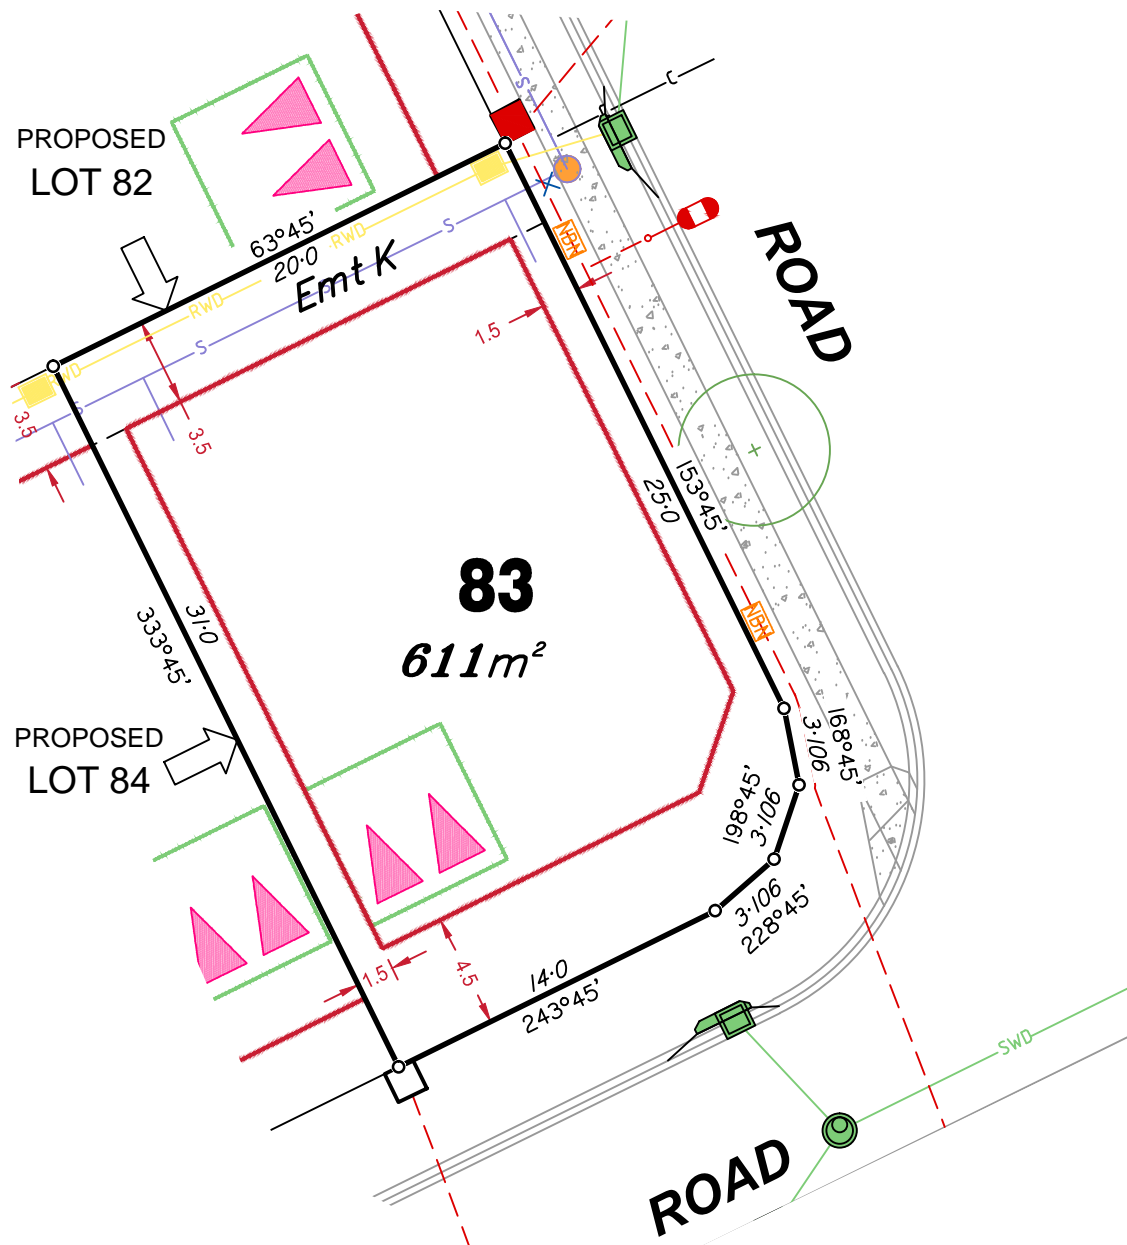 S
C
PROPOSED
LOT 82
63°45'
20·0
RWD
S
Emt K
NBN
ROAD
RWD
S
S
1.5
RWD
S
3.5
3.5
25·0
153°45'
83
611m²
31·0
333°45'
NBN
PROPOSED
LOT 84
168°45'
3·106
198°45'
3·106
3·106
228°45'
1.5
4.5
14·0
243°45'
SWD
ROAD